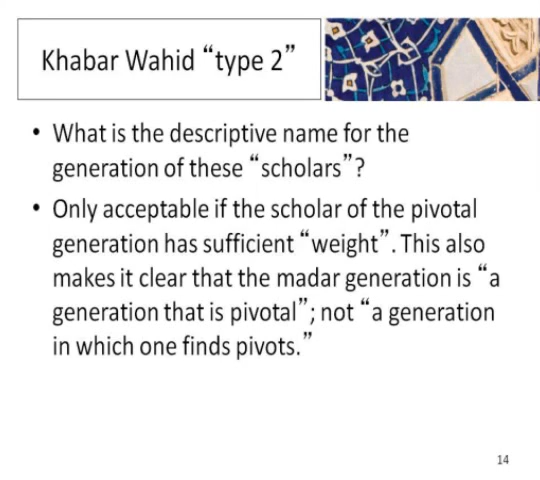 Khabar Wahid “type 2”
• What is the descriptive name for the
generation of these “scholars”?
• Only acceptable if the scholar of the pivotal
generation has sufficient “weight”. This also
makes it clear that the madar generation is “a
generation that is pivotal”; not “a generation
in which one finds pivots.”
14